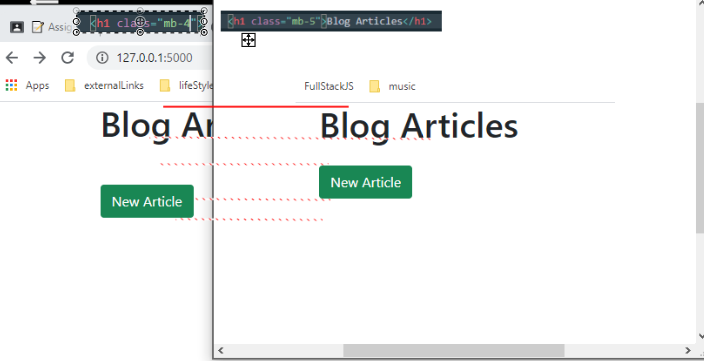 <h1 class="mb-4">
<h1 class="mb-5">Blog Articles</h1>
Assig
127.0.0.1:5000
Apps
externalLinks
lifeStyle
FullStackJS
music
Blog Ar
Blog Articles
New Article
New Article